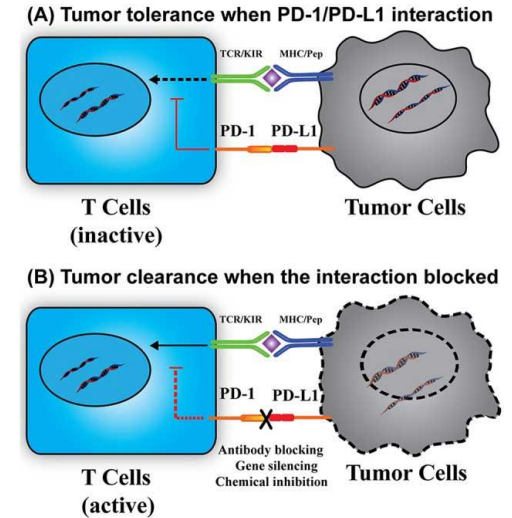 (A) Tumor tolerance when PD-1/PD-L1 interaction
TCR/KIR MHC/Pep
PD-1 PD-L1
T Cells
(inactive)
Tumor Cells
(B) Tumor clearance when the interaction blocked
TCR/KIR MHC/Pep
PD-1 PD-L1
Antibody blocking
Gene silencing
Chemical inhibition
T Cells
(active)
Tumor Cells